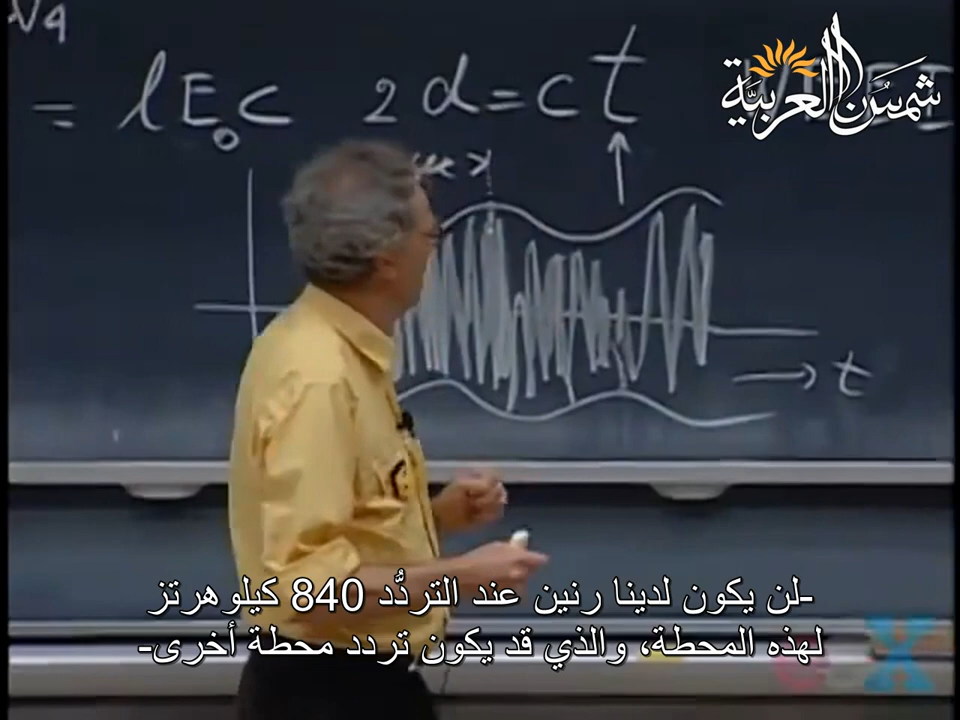 شمس العربية
= lE₀c 2d = ct
x
→ t
-لن يكون لدينا رنين عند التردُّد 840 كيلوهرتز
لهذه المحطة، والذي قد يكون تردد محطة أخرى-